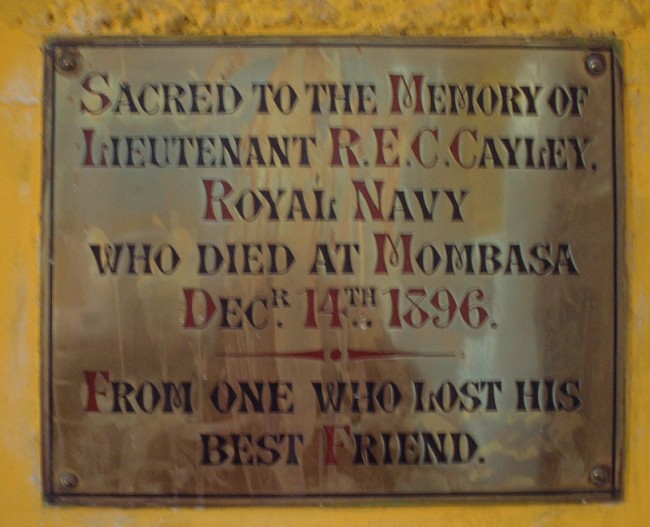 Sacred to the Memory of
Lieutenant R.E.C. Cayley,
Royal Navy
who died at Mombasa
Decr. 14th. 1896.
From one who lost his
best Friend.